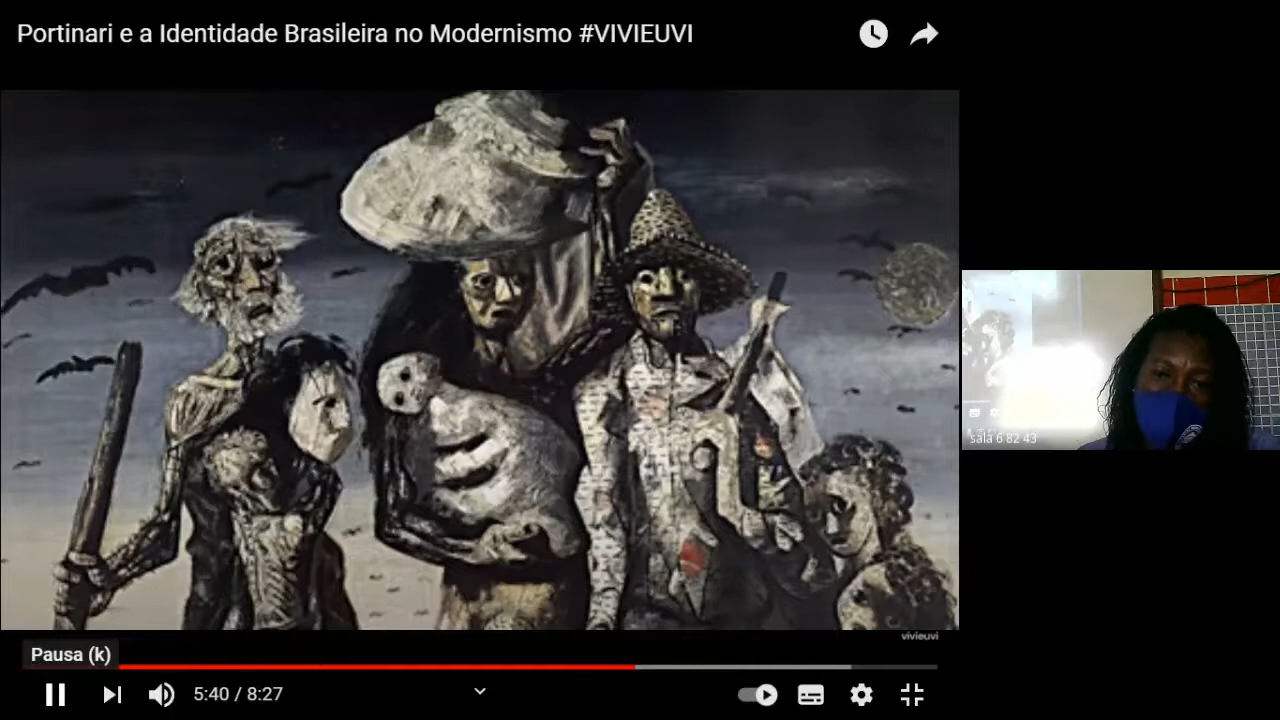 Portinari e a Identidade Brasileira no Modernismo #VIVIEUVI
sala 6 82 43
vivieuvi
Pausa (k)
5:40 / 8:27